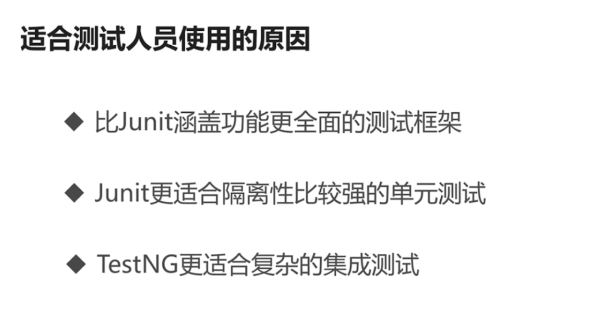 适合测试人员使用的原因
◆ 比Junit涵盖功能更全面的测试框架
◆ Junit更适合隔离性比较强的单元测试
◆ TestNG更适合复杂的集成测试